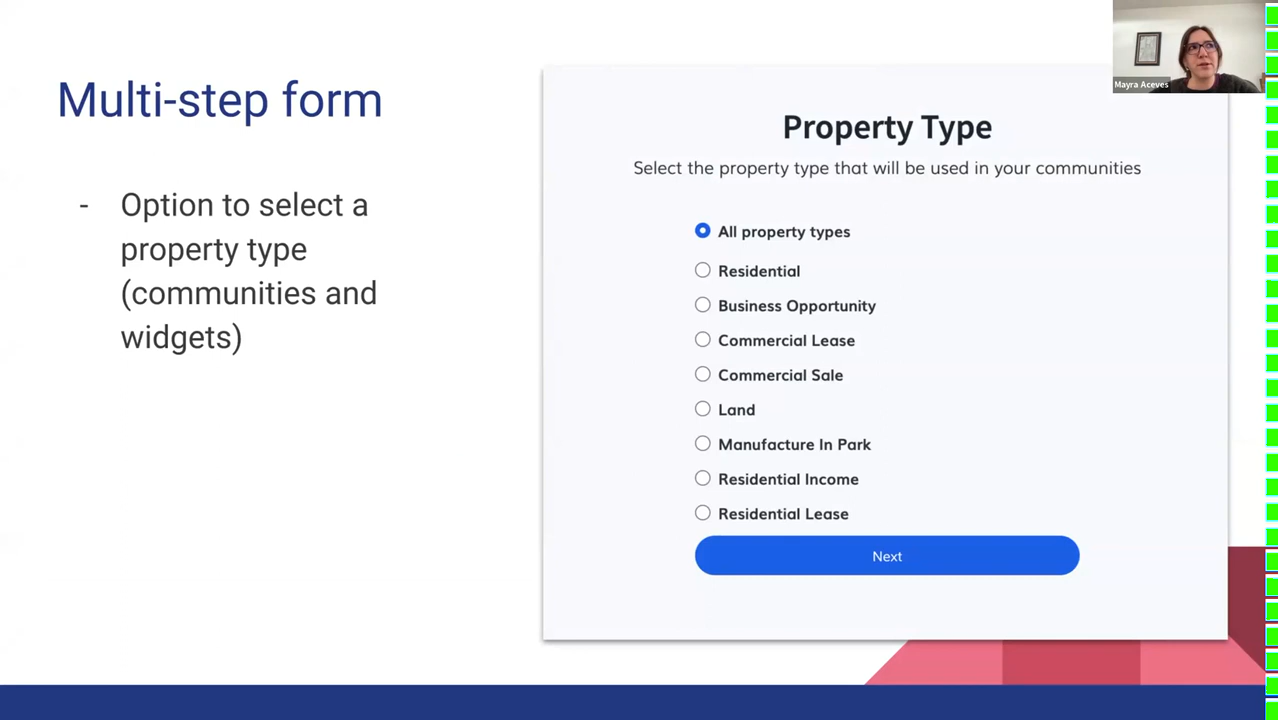 Multi-step form
- Option to select a
property type
(communities and
widgets)
Property Type
Select the property type that will be used in your communities
All property types
Residential
Business Opportunity
Commercial Lease
Commercial Sale
Land
Manufacture In Park
Residential Income
Residential Lease
Next
Mayra Aceves